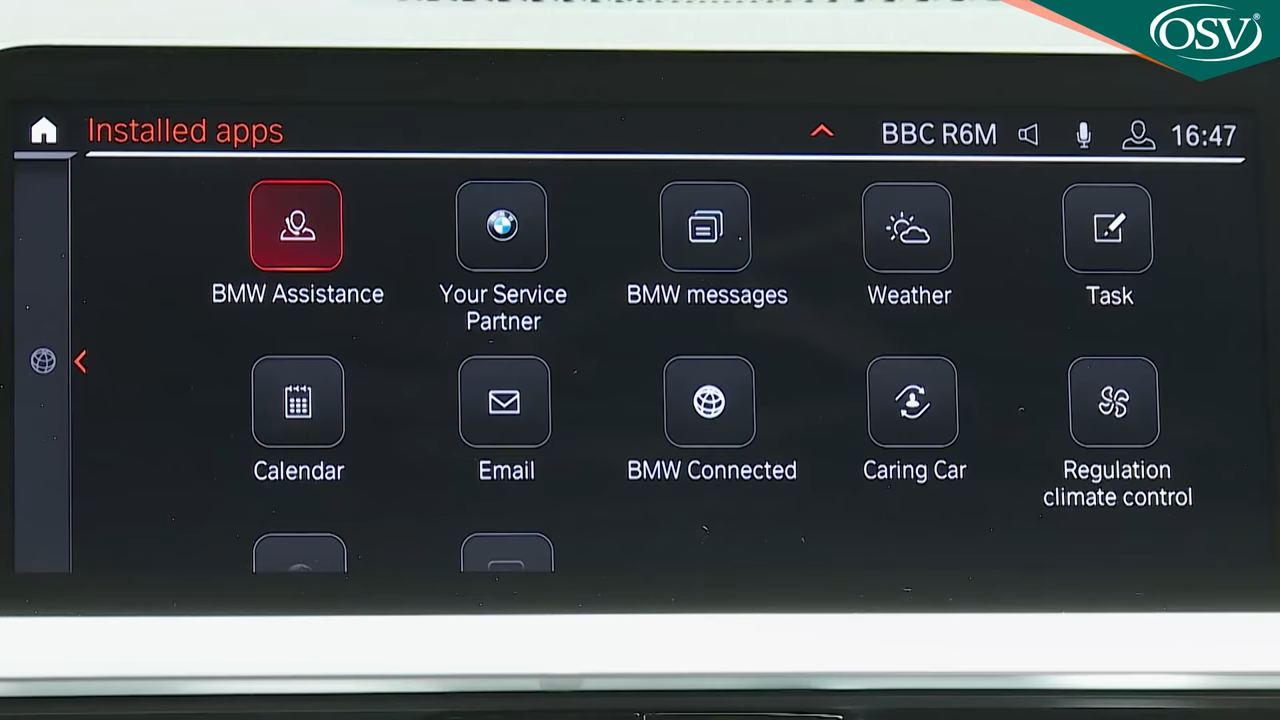 OSV®
Installed apps
BBC R6M
16:47
BMW Assistance
Your Service
Partner
BMW messages
Weather
Task
Calendar
Email
BMW Connected
Caring Car
Regulation
climate control